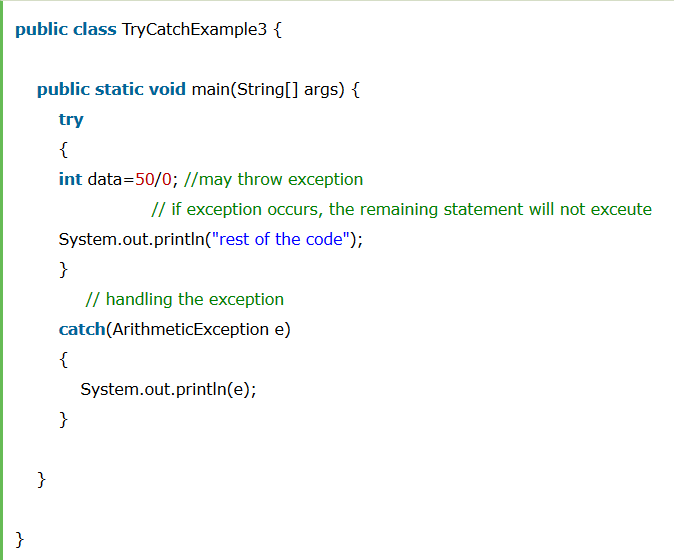 public class TryCatchExample3 {
public static void main(String[] args) {
try
{
int data=50/0; //may throw exception
// if exception occurs, the remaining statement will not exceute
System.out.println("rest of the code");
}
// handling the exception
catch(ArithmeticException e)
{
System.out.println(e);
}
}
}